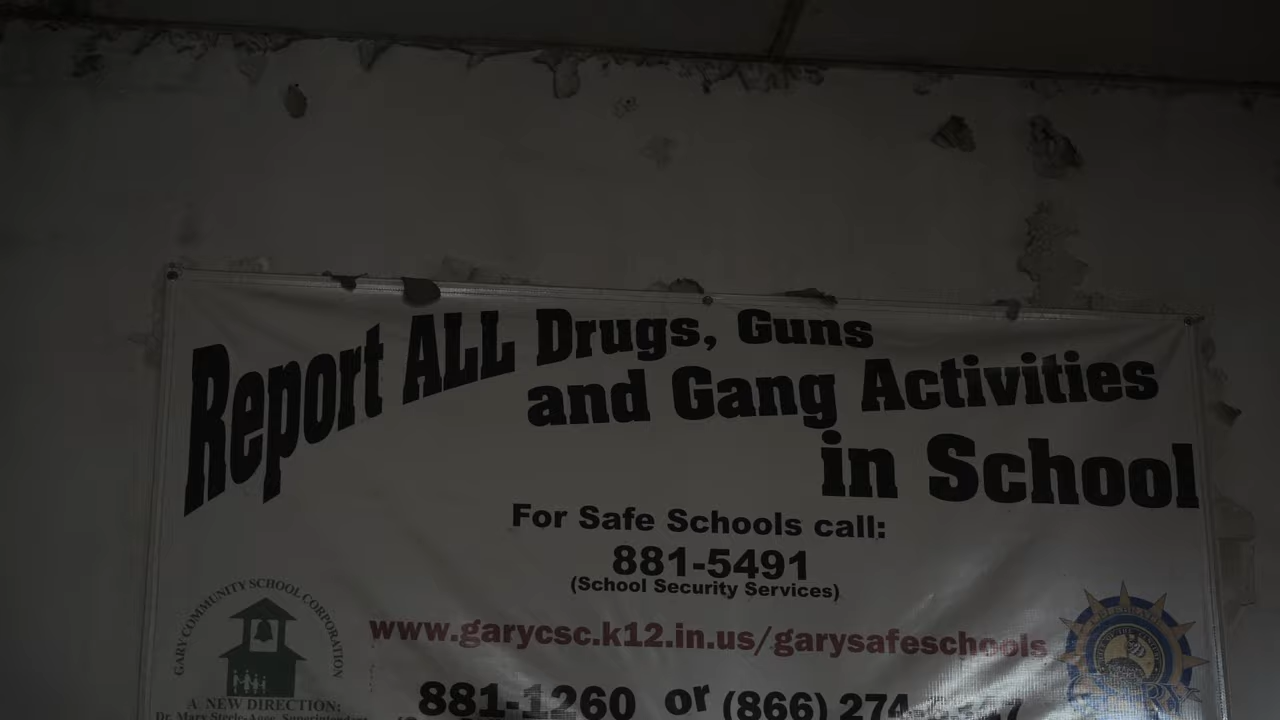 Report ALL Drugs, Guns
and Gang Activities
in School
For Safe Schools call:
881-5491
(School Security Services)
www.garycsc.k12.in.us/garysafeschools
GARY COMMUNITY SCHOOL CORPORATION
A NEW DIRECTION:
881-1260 or (866) 274